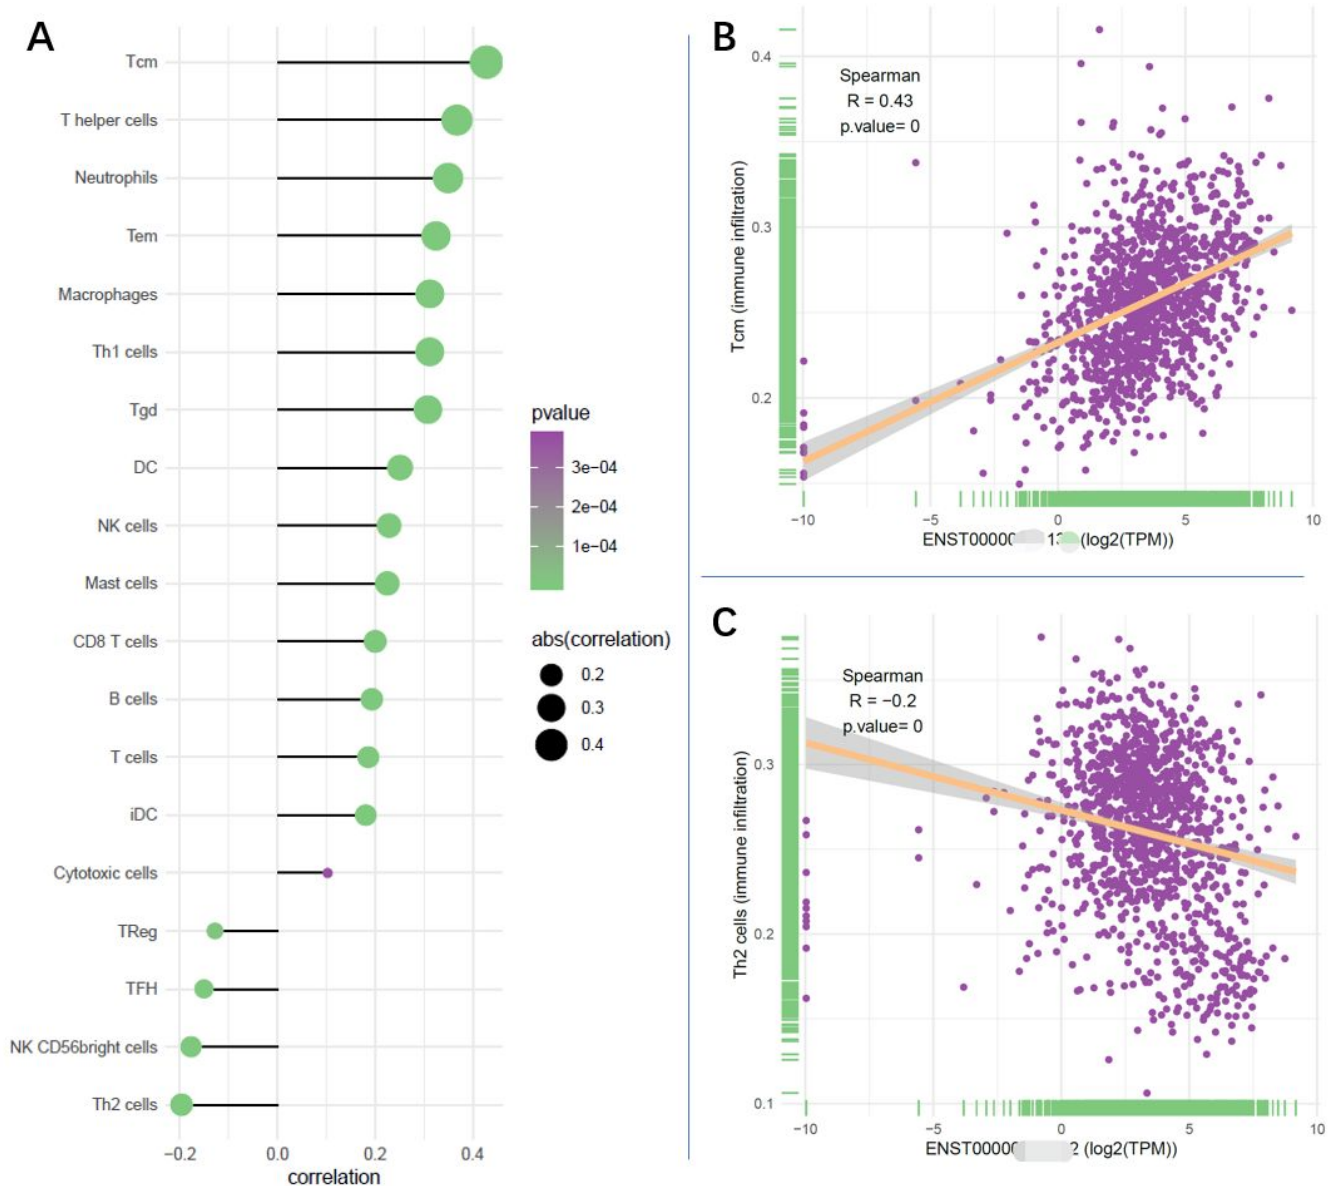 A
Tcm
T helper cells
Neutrophils
Tem
Macrophages
Th1 cells
Tgd
DC
NK cells
Mast cells
CD8 T cells
B cells
T cells
iDC
Cytotoxic cells
TReg
TFH
NK CD56bright cells
Th2 cells
−0.2 0.0 0.2 0.4
correlation
pvalue
3e−04
2e−04
1e−04
abs(correlation)
0.2
0.3
0.4
B
Spearman
R = 0.43
p.value= 0
Tcm (immune infiltration)
0.4
0.3
0.2
−10 −5 0 5 10
(log2(TPM))
C
Spearman
R = −0.2
p.value= 0
Th2 cells (immune infiltration)
0.3
0.2
0.1
−10 −5 0 5 10
(log2(TPM))